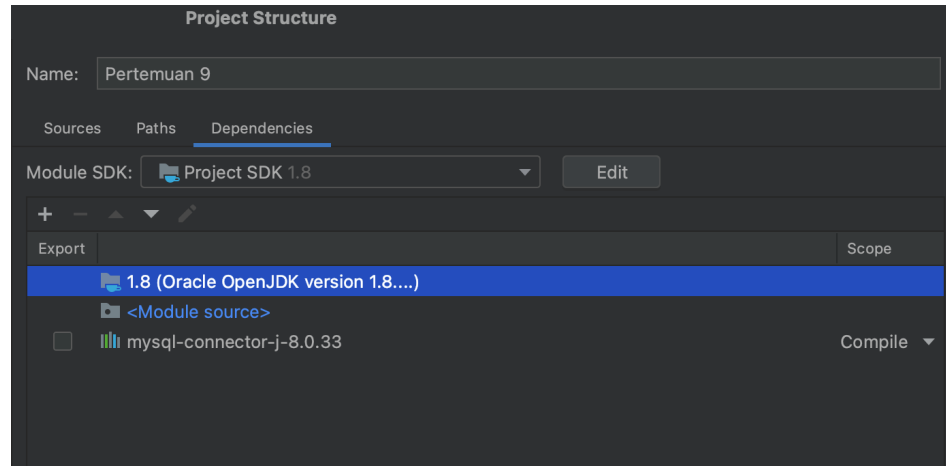 Project Structure
Name: Pertemuan 9
Sources Paths Dependencies
Module SDK: Project SDK 1.8 Edit
Export Scope
1.8 (Oracle OpenJDK version 1.8....)
<Module source>
mysql-connector-j-8.0.33 Compile